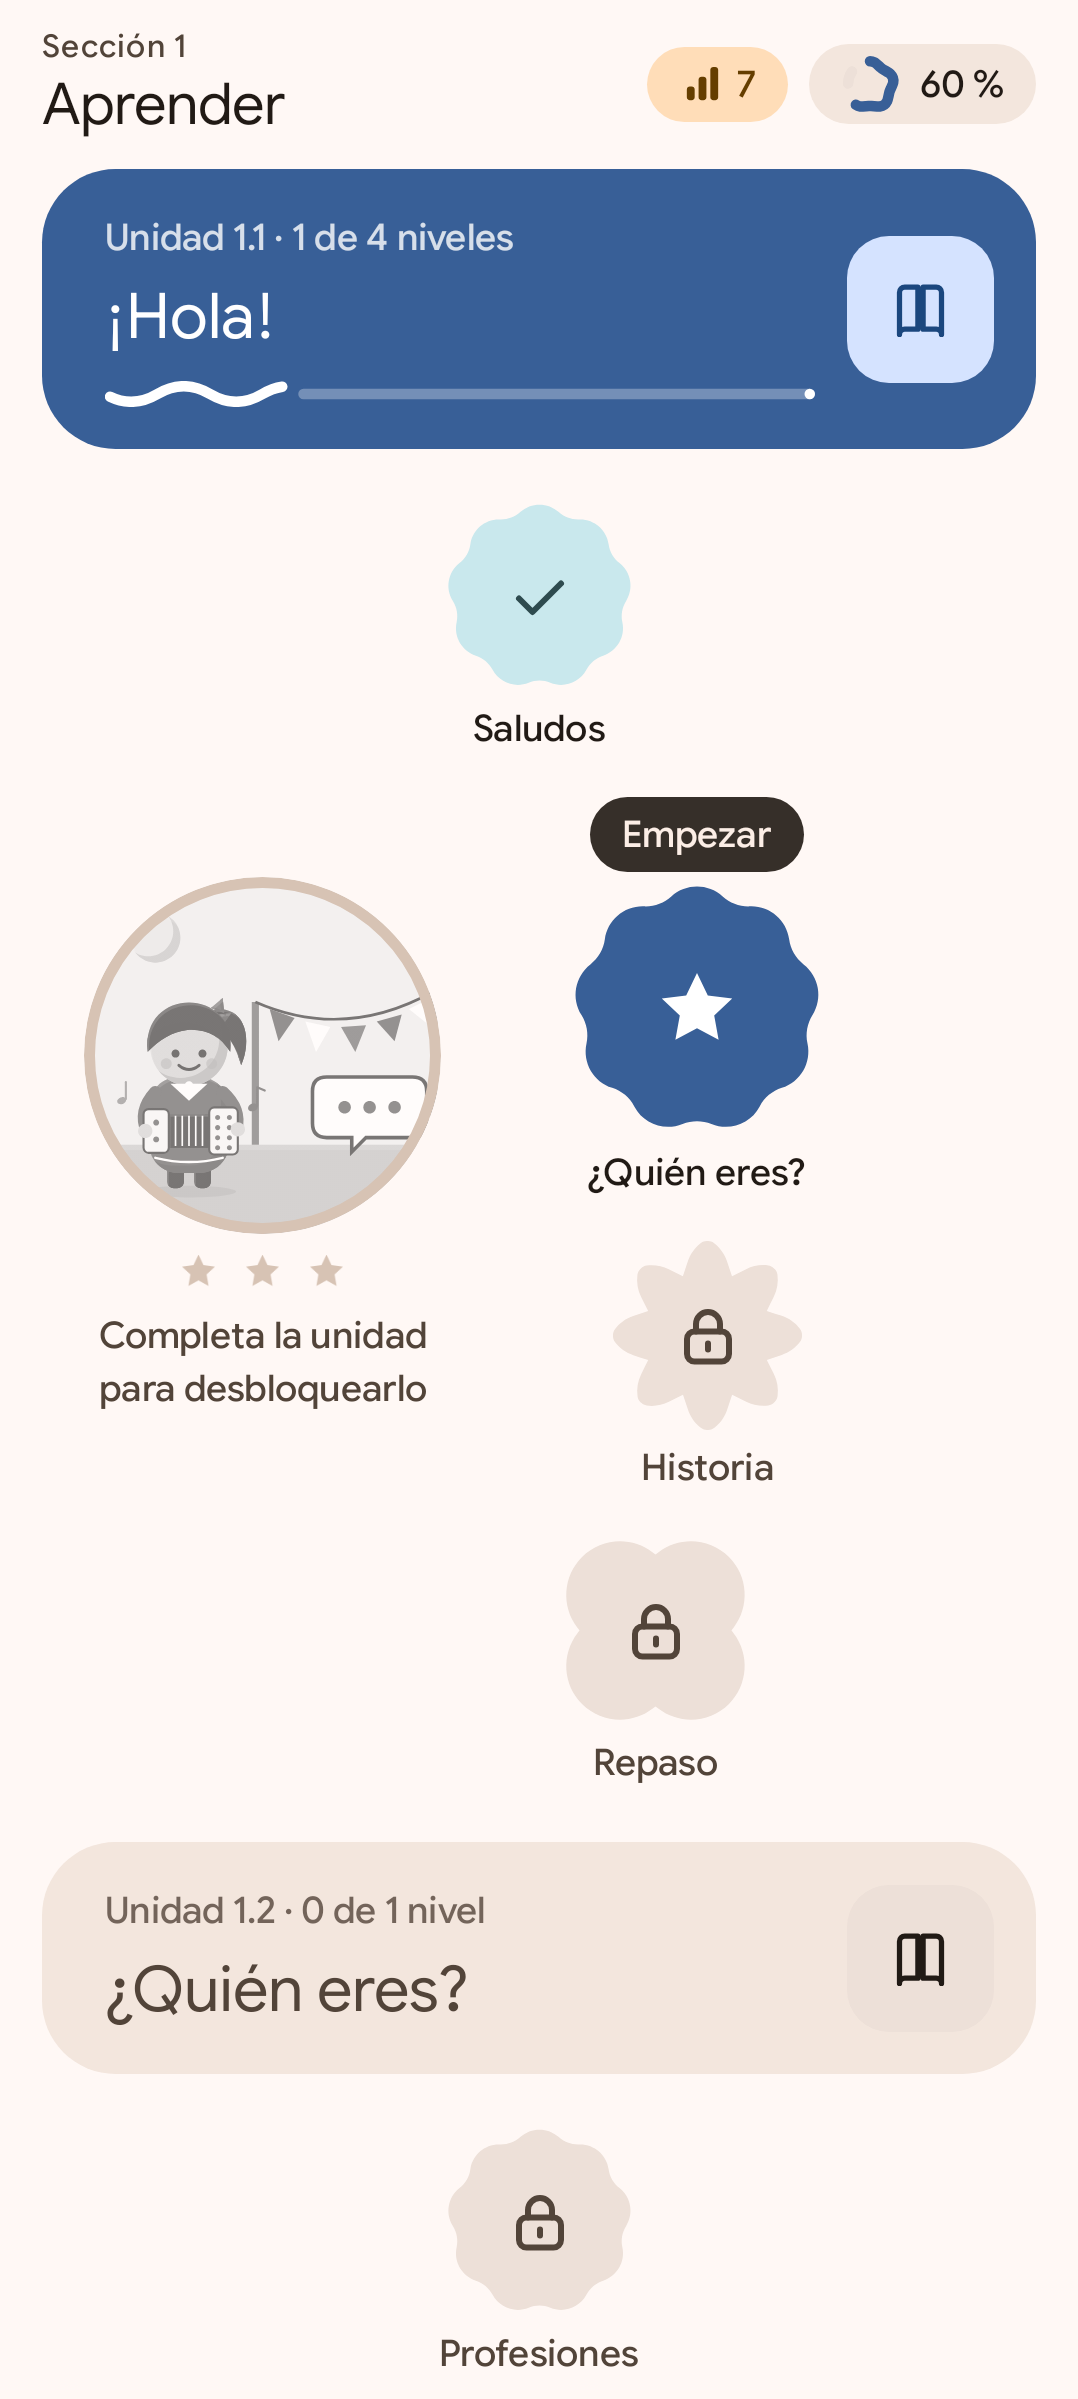 Sección 1
Aprender
7
60 %
Unidad 1.1 · 1 de 4 niveles
¡Hola!
Saludos
Empezar
¿Quién eres?
Completa la unidad
para desbloquearlo
Historia
Repaso
Unidad 1.2 · 0 de 1 nivel
¿Quién eres?
Profesiones